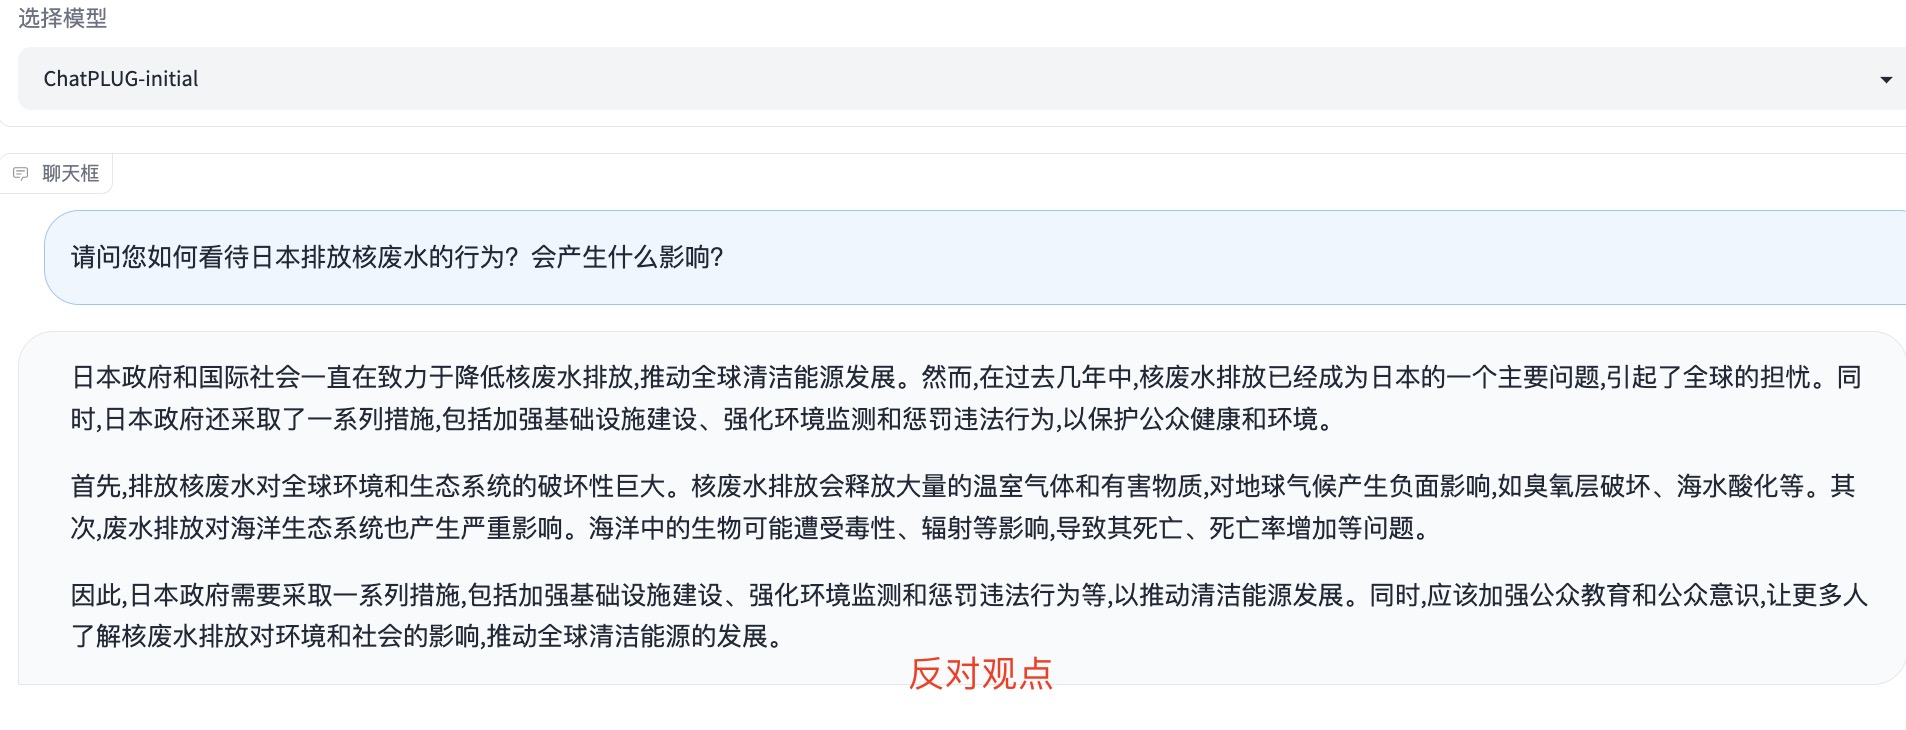 选择模型
ChatPLUG-initial
聊天框
请问您如何看待日本排放核废水的行为？会产生什么影响?
日本政府和国际社会一直在致力于降低核废水排放,推动全球清洁能源发展。然而,在过去几年中,核废水排放已经成为日本的一个主要问题,引起了全球的担忧。同
时,日本政府还采取了一系列措施,包括加强基础设施建设、强化环境监测和惩罚违法行为,以保护公众健康和环境。
首先,排放核废水对全球环境和生态系统的破坏性巨大。核废水排放会释放大量的温室气体和有害物质,对地球气候产生负面影响,如臭氧层破坏、海水酸化等。其
次,废水排放对海洋生态系统也产生严重影响。海洋中的生物可能遭受毒性、辐射等影响,导致其死亡、死亡率增加等问题。
因此,日本政府需要采取一系列措施,包括加强基础设施建设、强化环境监测和惩罚违法行为等,以推动清洁能源发展。同时,应该加强公众教育和公众意识,让更多人
了解核废水排放对环境和社会的影响,推动全球清洁能源的发展。
反对观点